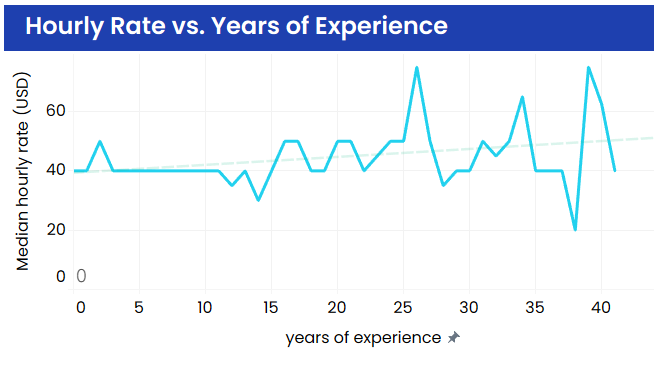 Hourly Rate vs. Years of Experience
Median hourly rate (USD)
60
40
20
0 0
0 5 10 15 20 25 30 35 40
years of experience